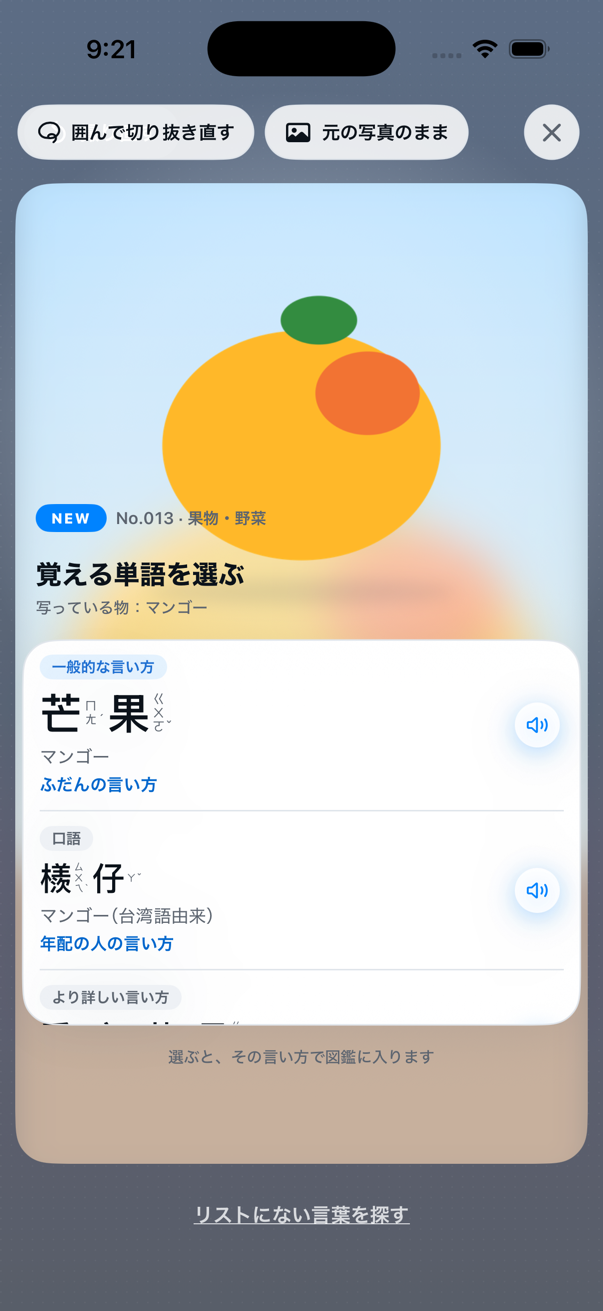 9:21
囲んで切り抜き直す
元の写真のまま
NEW No.013・果物・野菜
覚える単語を選ぶ
写っている物：マンゴー
一般的な言い方
芒ㄇㄤˊ果ㄍㄨㄛˇ
マンゴー
ふだんの言い方
口語
檨ㄙㄨㄟˋ仔ㄚˇ
マンゴー（台湾語由来）
年配の人の言い方
より詳しい言い方
選ぶと、その言い方で図鑑に入ります
リストにない言葉を探す